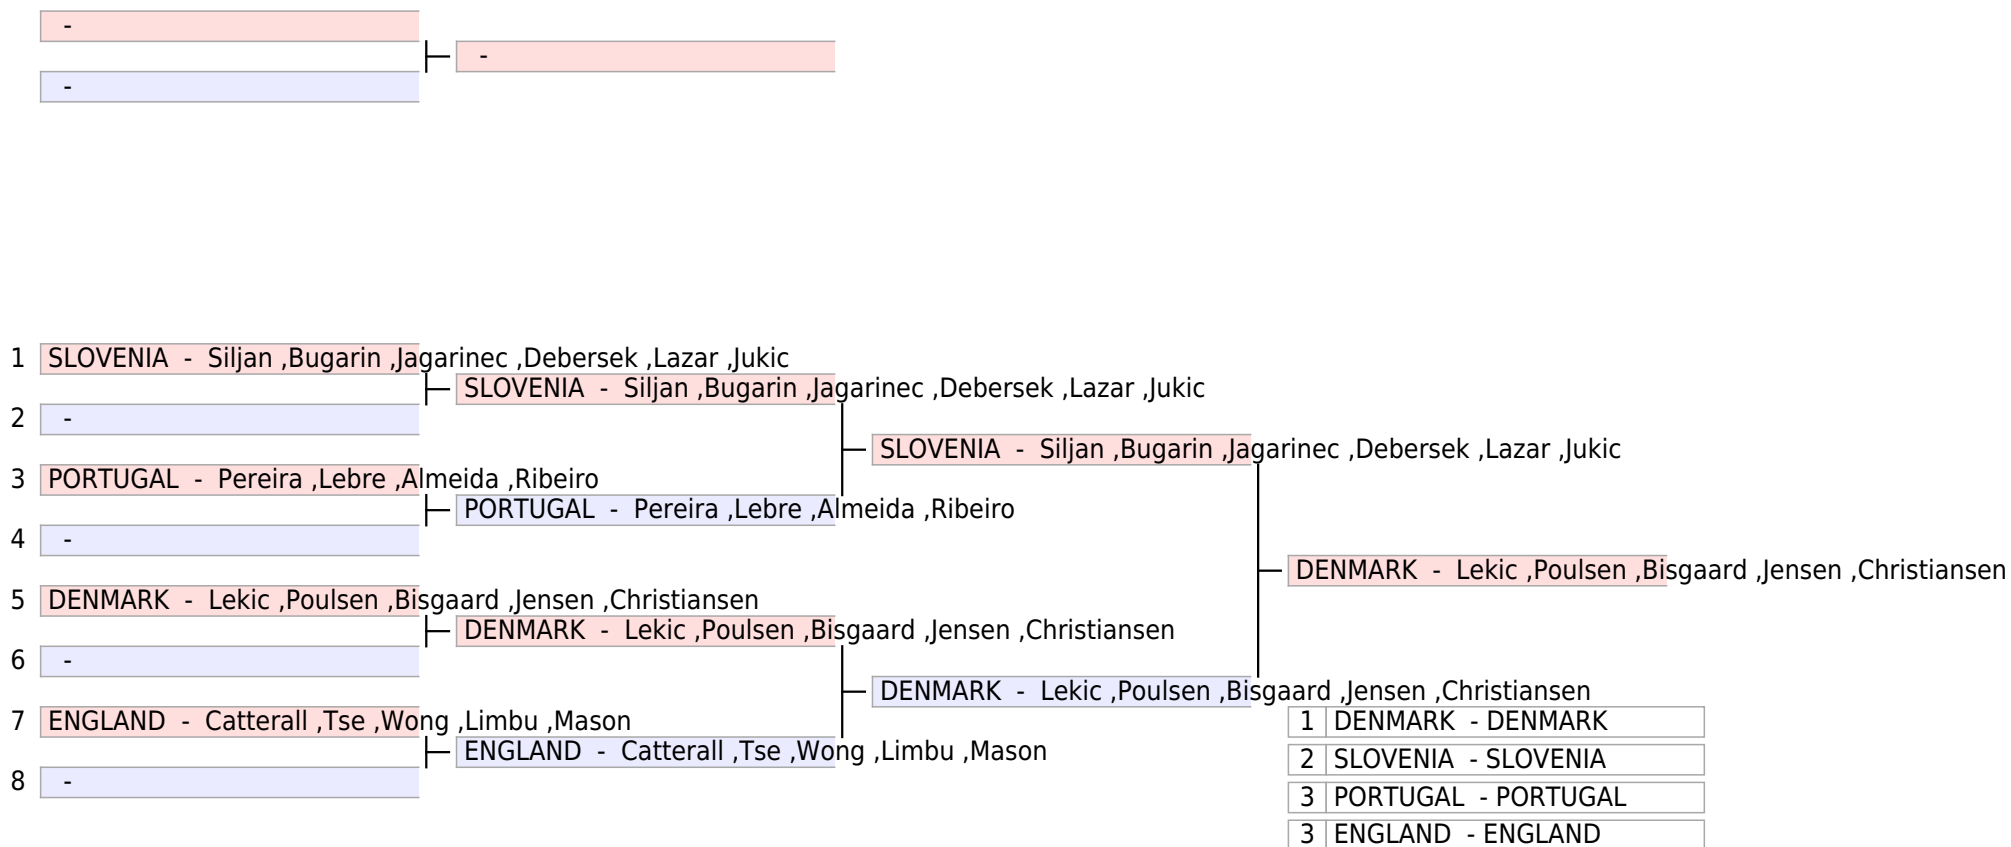 -
-
-
1 SLOVENIA - Siljan ,Bugarin ,Jagarinec ,Debersek ,Lazar ,Jukic
SLOVENIA - Siljan ,Bugarin ,Jagarinec ,Debersek ,Lazar ,Jukic
2 -
SLOVENIA - Siljan ,Bugarin ,Jagarinec ,Debersek ,Lazar ,Jukic
3 PORTUGAL - Pereira ,Lebre ,Almeida ,Ribeiro
PORTUGAL - Pereira ,Lebre ,Almeida ,Ribeiro
4 -
DENMARK - Lekic ,Poulsen ,Bisgaard ,Jensen ,Christiansen
5 DENMARK - Lekic ,Poulsen ,Bisgaard ,Jensen ,Christiansen
DENMARK - Lekic ,Poulsen ,Bisgaard ,Jensen ,Christiansen
6 -
DENMARK - Lekic ,Poulsen ,Bisgaard ,Jensen ,Christiansen
7 ENGLAND - Catterall ,Tse ,Wong ,Limbu ,Mason
ENGLAND - Catterall ,Tse ,Wong ,Limbu ,Mason
8 -
1 DENMARK - DENMARK
2 SLOVENIA - SLOVENIA
3 PORTUGAL - PORTUGAL
3 ENGLAND - ENGLAND